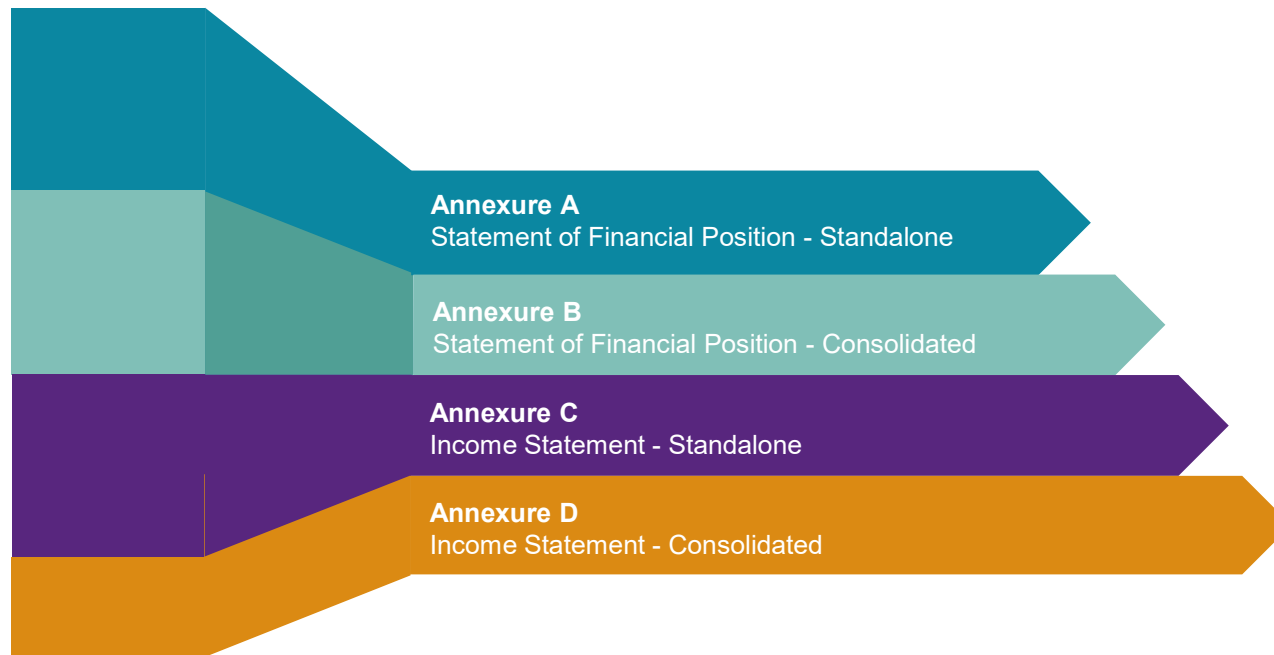 Annexure A
Statement of Financial Position - Standalone
Annexure B
Statement of Financial Position - Consolidated
Annexure C
Income Statement - Standalone
Annexure D
Income Statement - Consolidated